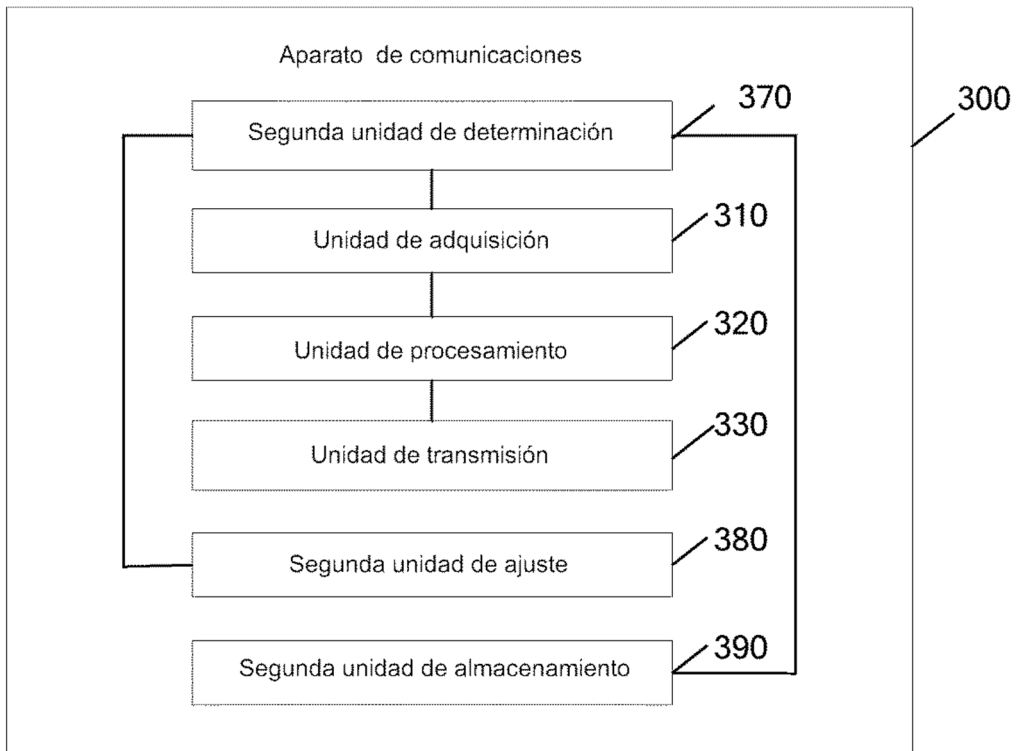 Aparato de comunicaciones
370
300
Segunda unidad de determinación
310
Unidad de adquisición
320
Unidad de procesamiento
330
Unidad de transmisión
380
Segunda unidad de ajuste
390
Segunda unidad de almacenamiento